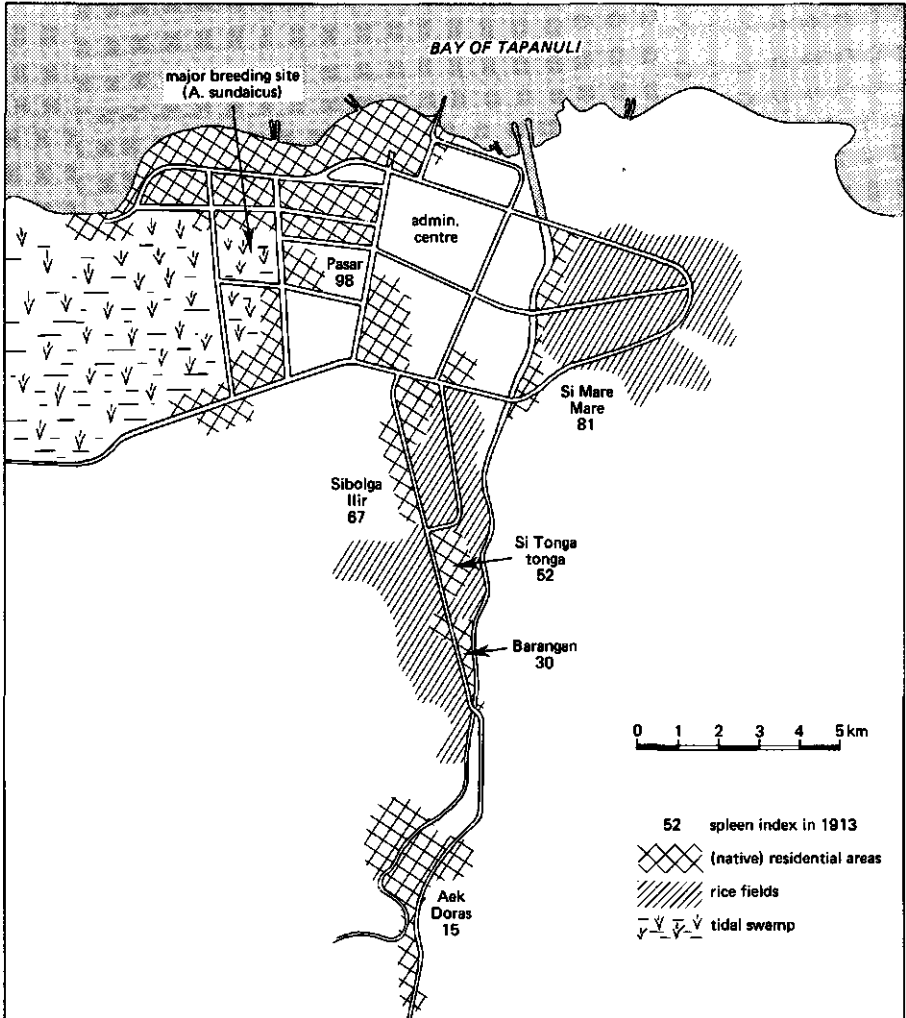 BAY OF TAPANULI
major breeding site
(A. sundaicus)
admin.
centre
Pasar
98
Si Mare
Mare
81
Sibolga
Ilir
67
Si Tonga
tonga
52
Barangan
30
0 1 2 3 4 5 km
52 spleen index in 1913
(native) residential areas
rice fields
tidal swamp
Aek
Doras
15